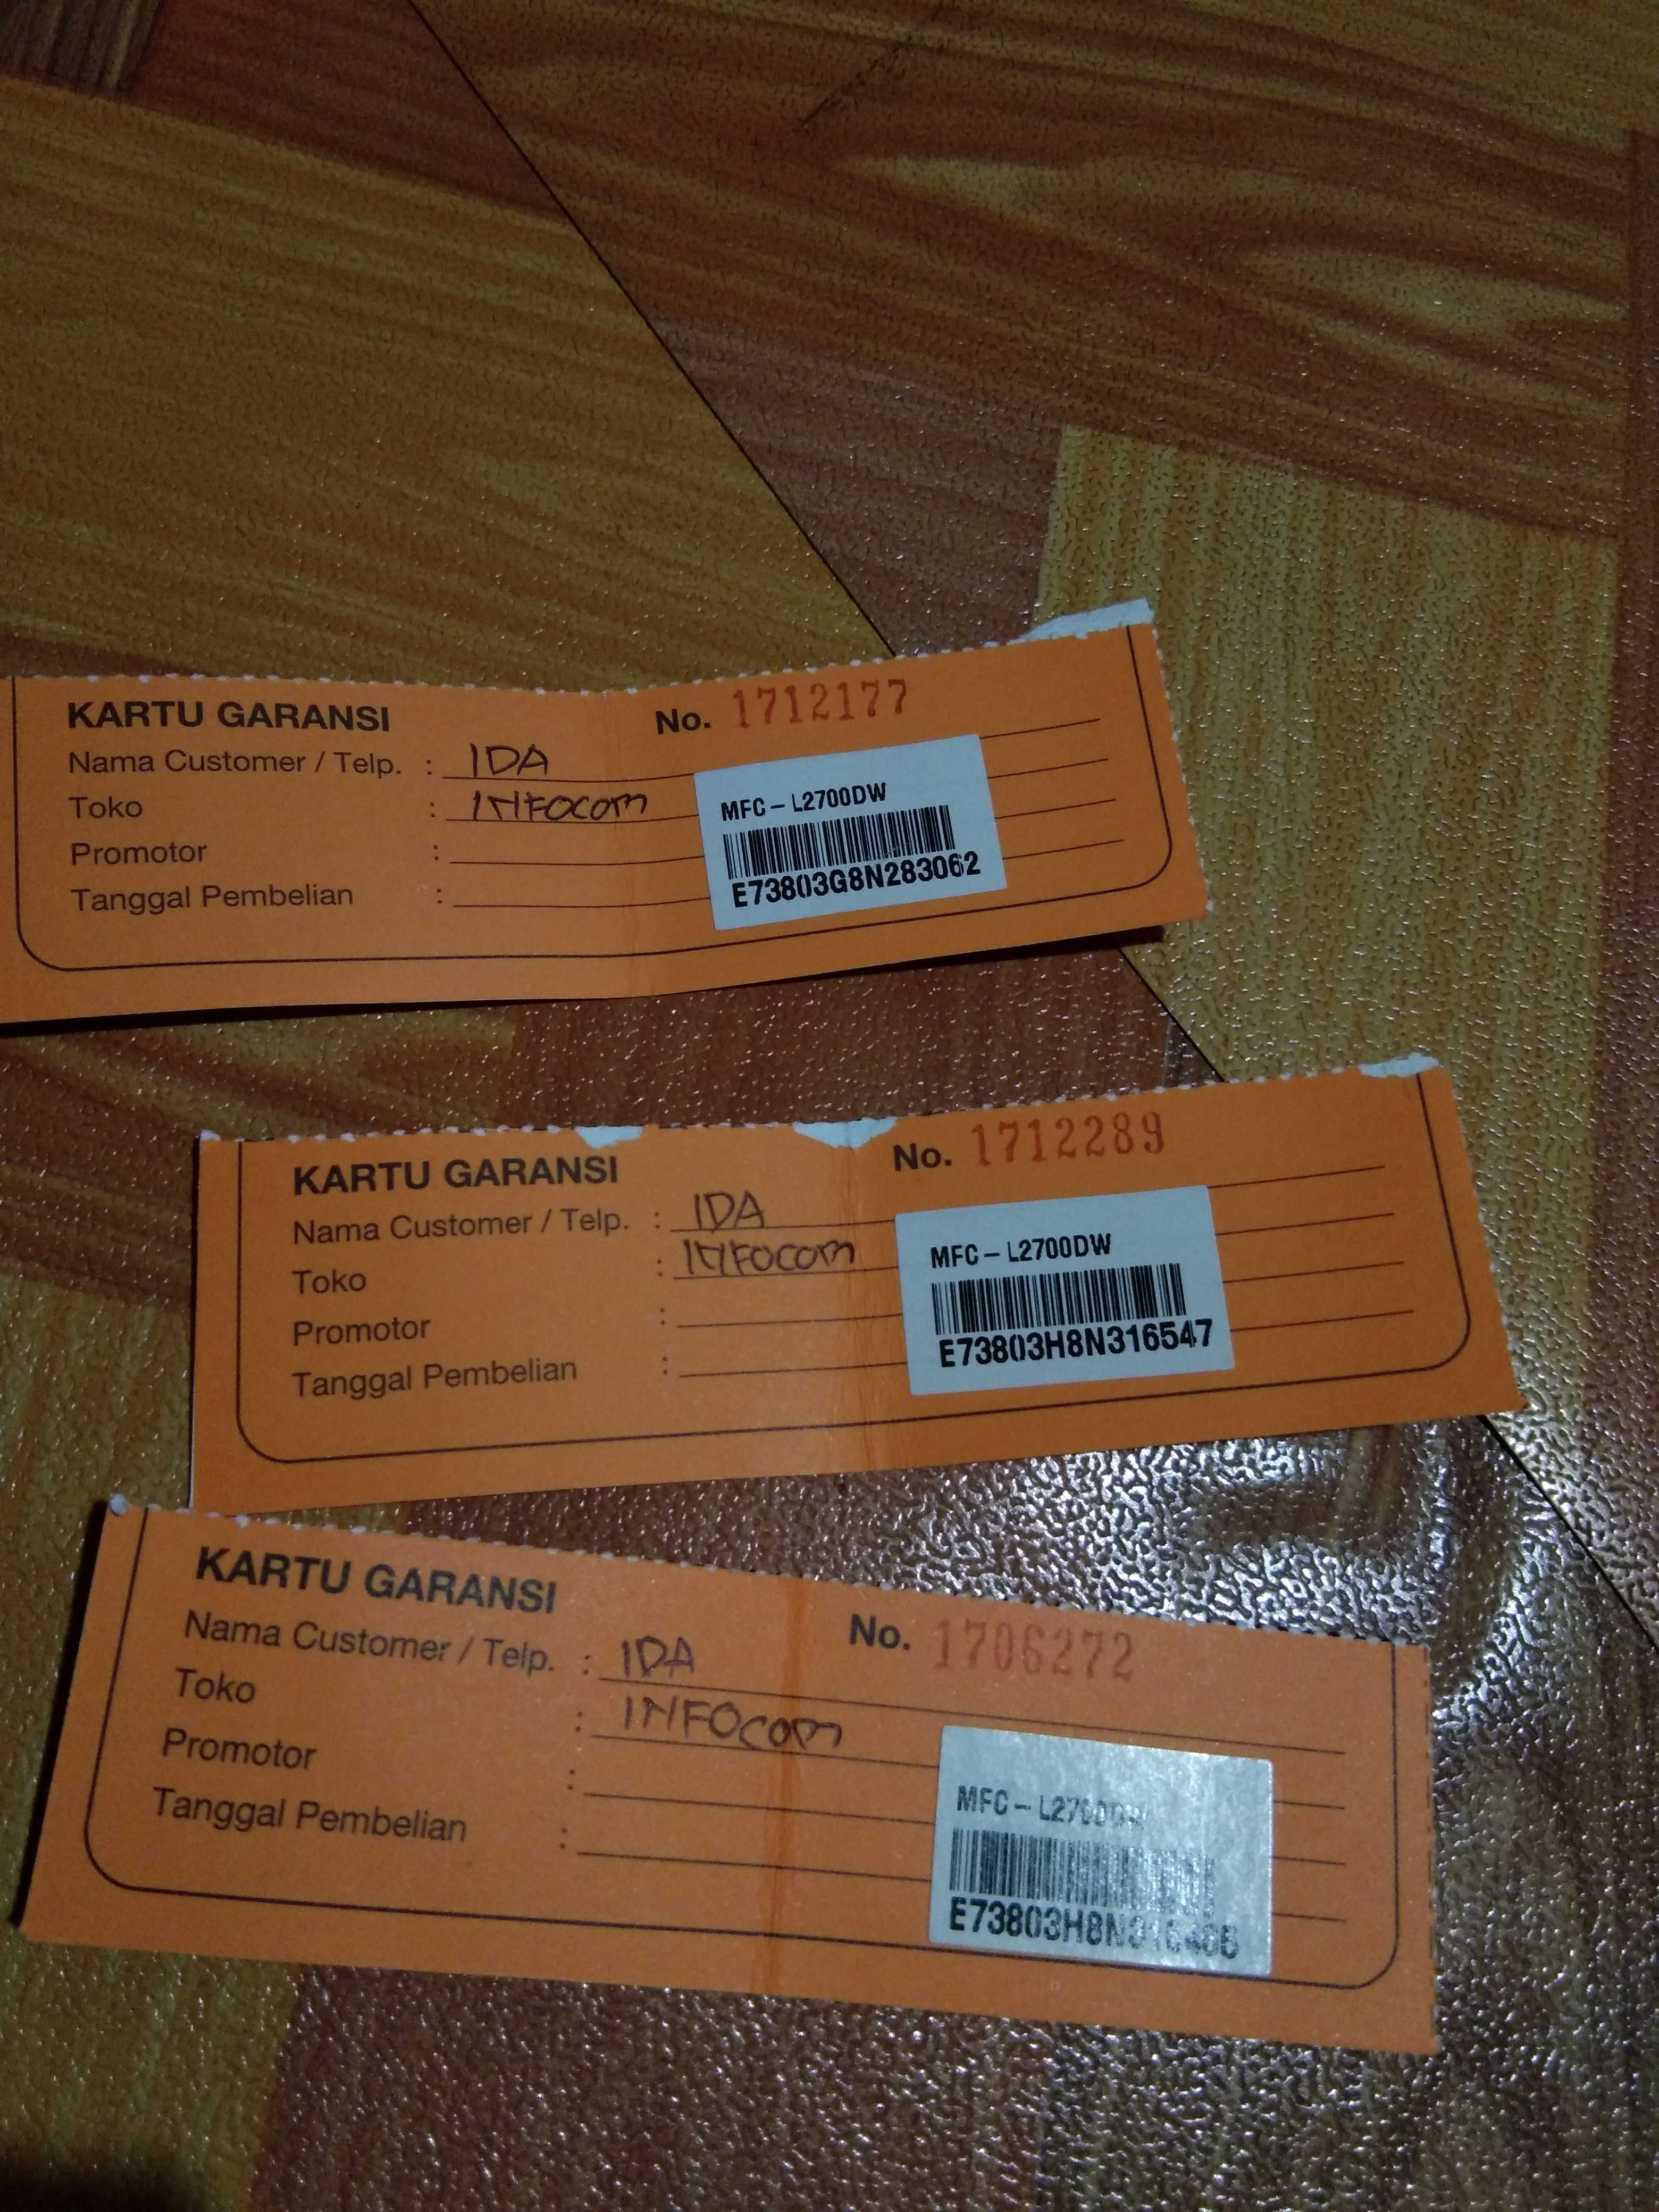 KARTU GARANSI No. 1712177
Nama Customer / Telp. : IDA
Toko : INFOCOM
Promotor :
Tanggal Pembelian :
MFC-L2700DW
E73803G8N283062
KARTU GARANSI No. 1712289
Nama Customer / Telp. : IDA
Toko : INFOCOM
Promotor :
Tanggal Pembelian :
MFC-L2700DW
E73803H8N316547
KARTU GARANSI No. 1706272
Nama Customer / Telp. : IDA
Toko : INFOCOM
Promotor :
Tanggal Pembelian :
MFC-L2700DW